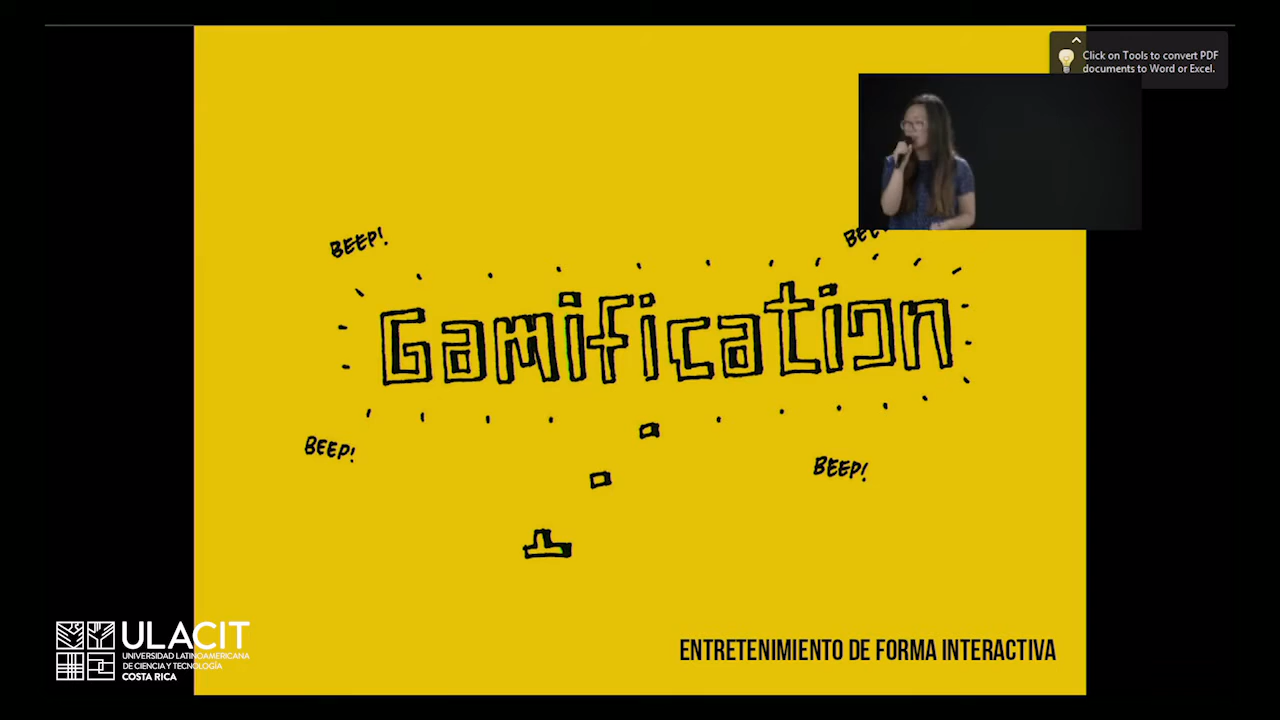 Click on Tools to convert PDF
documents to Word or Excel.
BEEP!
Gamification
BEEP!
BEEP!
ULACIT
UNIVERSIDAD LATINOAMERICANA
DE CIENCIA Y TECNOLOGÍA
COSTA RICA
ENTRETENIMIENTO DE FORMA INTERACTIVA